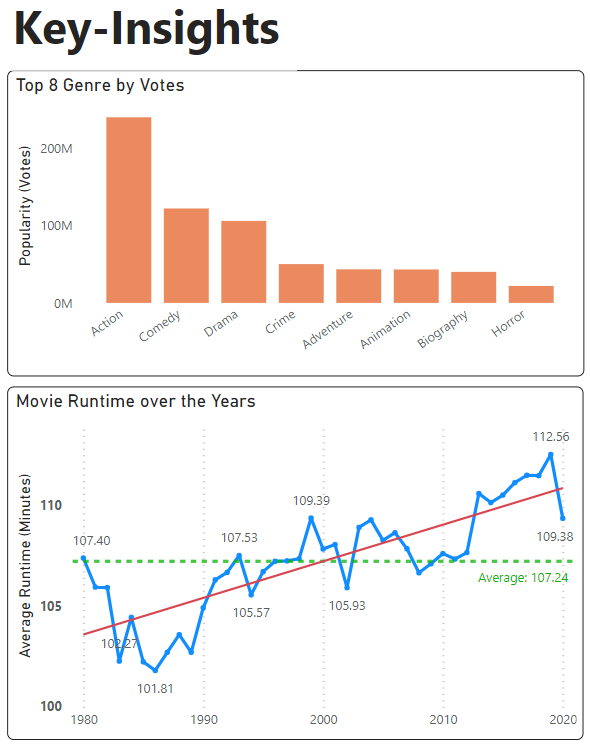 Key-Insights
Top 8 Genre by Votes
Popularity (Votes)
200M
100M
0M
Action
Comedy
Drama
Crime
Adventure
Animation
Biography
Horror
Movie Runtime over the Years
Average Runtime (Minutes)
110
105
100
107.40
102.27
101.81
107.53
105.57
109.39
105.93
112.56
109.38
Average: 107.24
1980
1990
2000
2010
2020